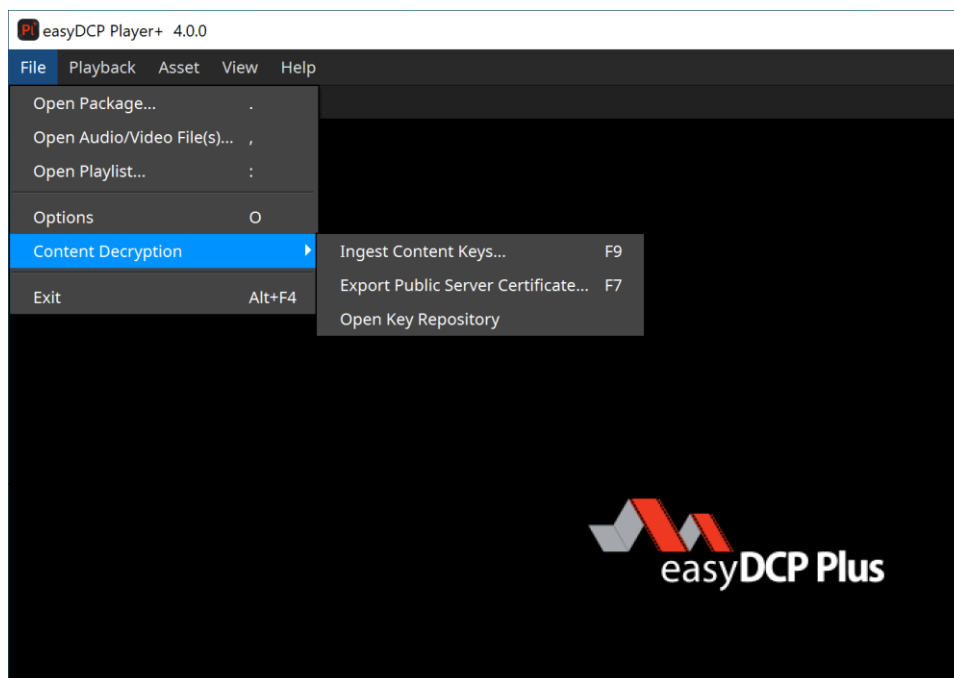 easyDCP Player+ 4.0.0
File Playback Asset View Help
Open Package... .
Open Audio/Video File(s)... ,
Open Playlist... :
Options O
Content Decryption
Exit Alt+F4
Ingest Content Keys... F9
Export Public Server Certificate... F7
Open Key Repository
easyDCP Plus